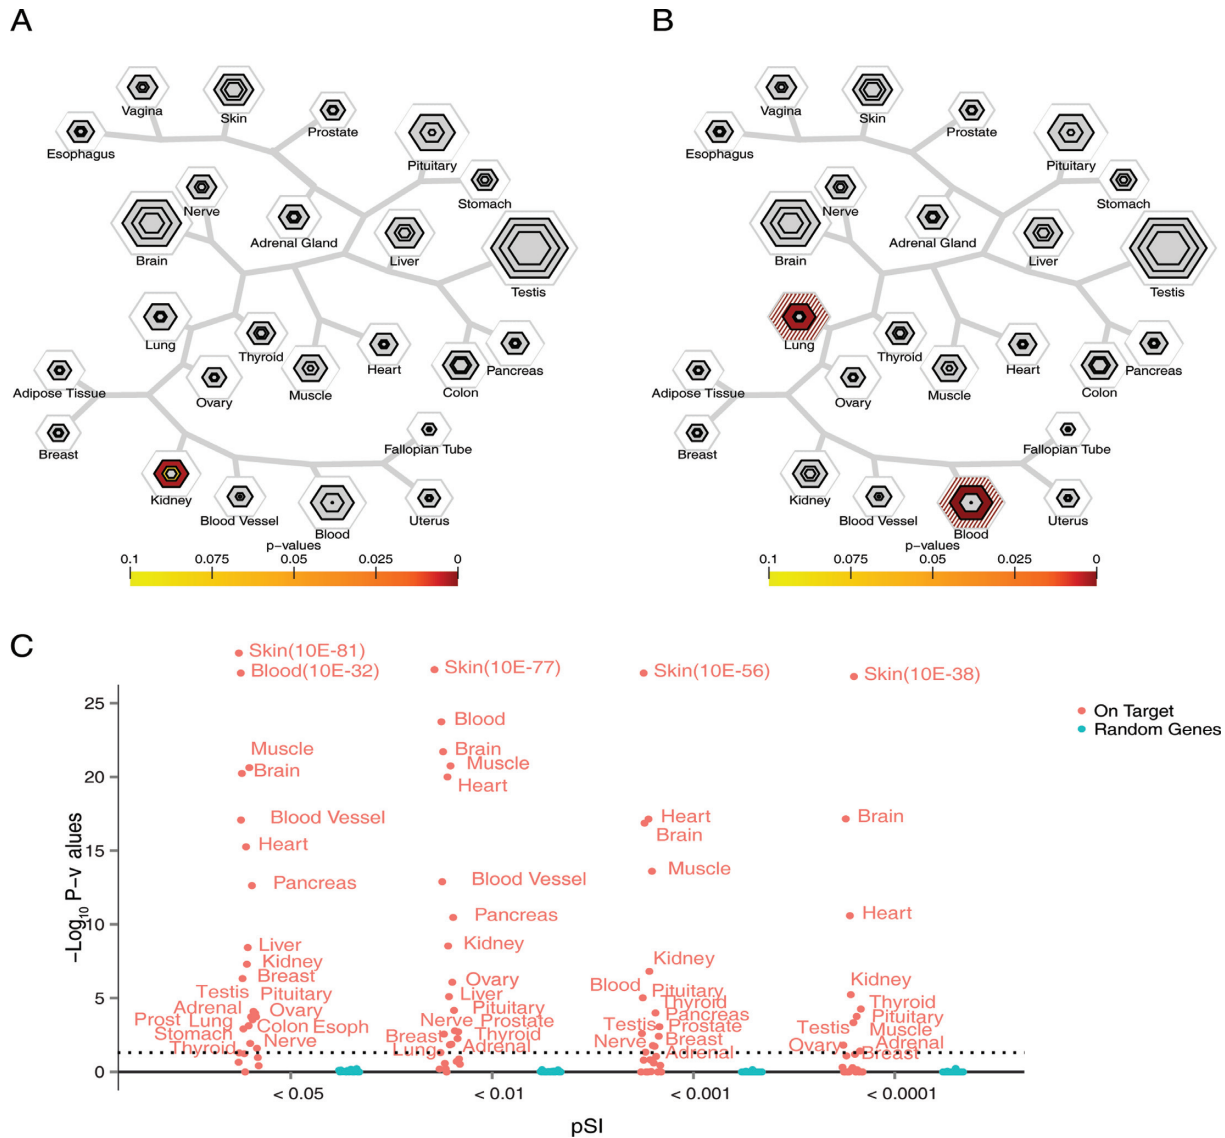 A
Vagina
Skin
Prostate
Esophagus
Pituitary
Nerve
Stomach
Adrenal Gland
Brain
Liver
Testis
Lung
Thyroid
Muscle
Heart
Pancreas
Colon
Adipose Tissue
Ovary
Breast
Fallopian Tube
Kidney
Blood Vessel
Uterus
Blood
p-values
0.1 0.075 0.05 0.025 0
B
Vagina
Skin
Prostate
Esophagus
Pituitary
Nerve
Stomach
Adrenal Gland
Brain
Liver
Testis
Lung
Thyroid
Muscle
Heart
Pancreas
Colon
Adipose Tissue
Ovary
Breast
Fallopian Tube
Kidney
Blood Vessel
Uterus
Blood
p-values
0.1 0.075 0.05 0.025 0
C
−Log10 P−v alues
25
20
15
10
5
0
Skin(10E-81)
Blood(10E-32)
Muscle
Brain
Blood Vessel
Heart
Pancreas
Liver
Kidney
Breast
Testis Pituitary
Adrenal Ovary
Prost Lung Colon Esoph
Stomach Nerve
Thyroid
Skin(10E-77)
Blood
Brain
Muscle
Heart
Blood Vessel
Pancreas
Kidney
Ovary
Liver
Pituitary
Nerve Prostate
Breast Thyroid
Lung Adrenal
Skin(10E-56)
Heart
Brain
Muscle
Kidney
Blood Pituitary
Thyroid
Pancreas
Testis Prostate
Nerve Breast
Adrenal
Skin(10E-38)
Brain
Heart
Kidney
Thyroid
Pituitary
Testis Muscle
Ovary Adrenal
Breast
On Target
Random Genes
< 0.05 < 0.01 < 0.001 < 0.0001
pSI